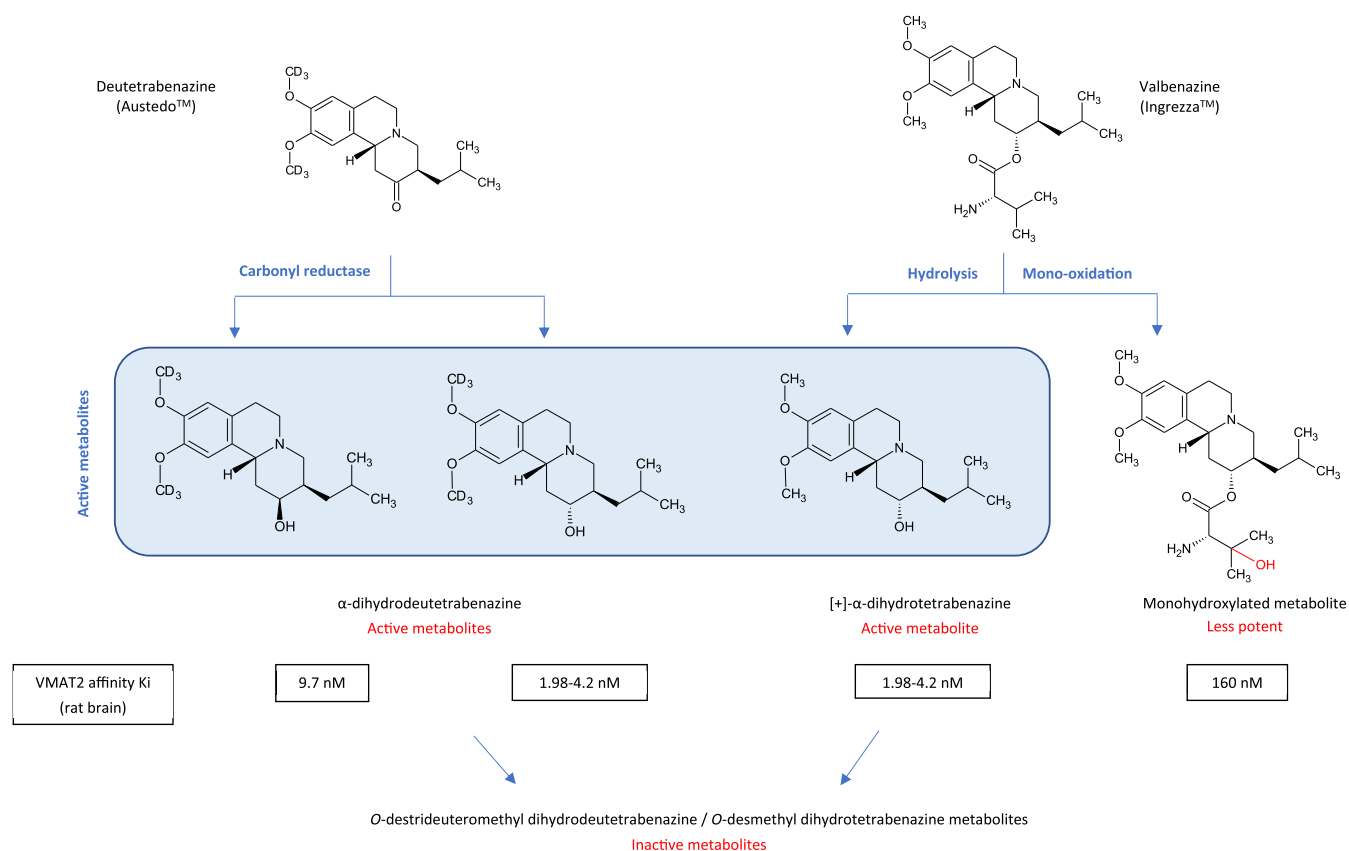 Deutetrabenazine
(Austedo™)
CD3
O
O
CD3
N
H
O
CH3
CH3
CH3
O
O
CH3
N
H
CH3
CH3
O
O
H2N
CH3
CH3
Valbenazine
(Ingrezza™)
Carbonyl reductase
Hydrolysis
Mono-oxidation
Active metabolites
CD3
O
O
CD3
N
H
OH
CH3
CH3
CD3
O
O
CD3
N
H
OH
CH3
CH3
CH3
O
O
CH3
N
H
OH
CH3
CH3
CH3
O
O
CH3
N
H
CH3
CH3
O
O
H2N
CH3
OH
CH3
α-dihydrodeutetrabenazine
Active metabolites
[+]-α-dihydrotetrabenazine
Active metabolite
Monohydroxylated metabolite
Less potent
VMAT2 affinity Ki
(rat brain)
9.7 nM
1.98-4.2 nM
1.98-4.2 nM
160 nM
O-destrideuteromethyl dihydrodeutetrabenazine / O-desmethyl dihydrotetrabenazine metabolites
Inactive metabolites